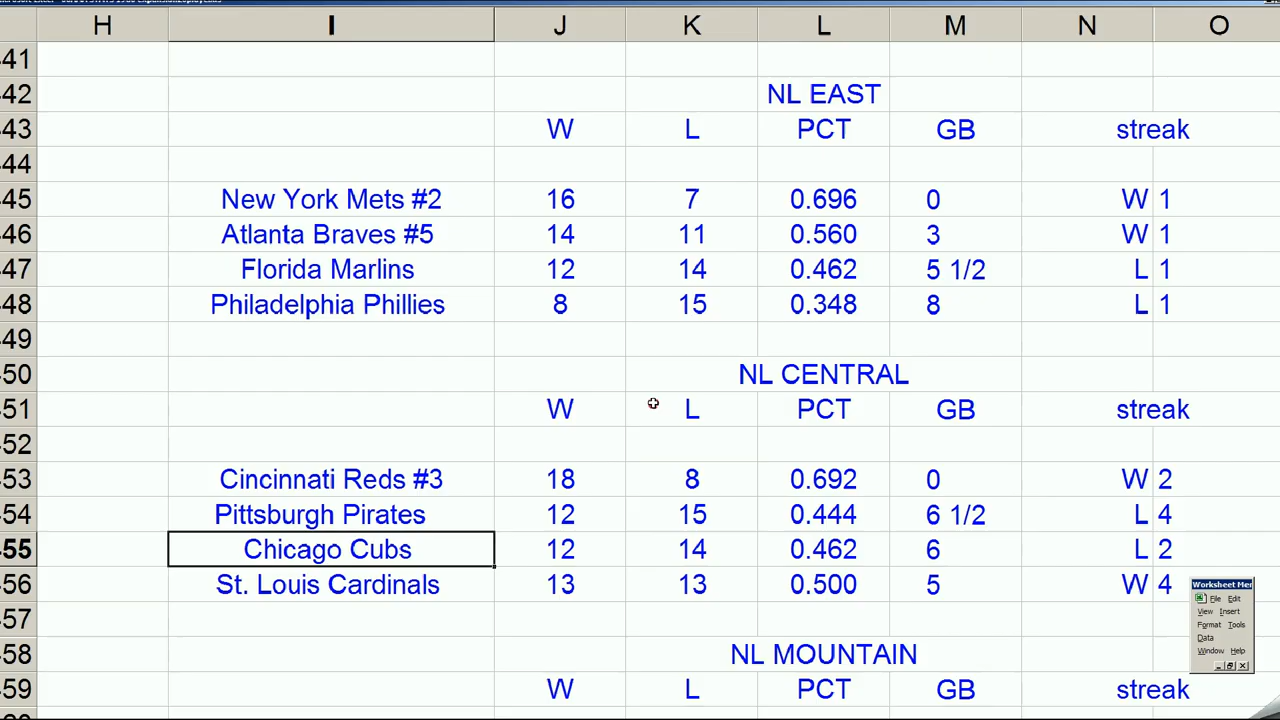 H I J K L M N O
41
42 NL EAST
43 W L PCT GB streak
44
45 New York Mets #2 16 7 0.696 0 W 1
46 Atlanta Braves #5 14 11 0.560 3 W 1
47 Florida Marlins 12 14 0.462 5 1/2 L 1
48 Philadelphia Phillies 8 15 0.348 8 L 1
49
50 NL CENTRAL
51 W L PCT GB streak
52
53 Cincinnati Reds #3 18 8 0.692 0 W 2
54 Pittsburgh Pirates 12 15 0.444 6 1/2 L 4
55 Chicago Cubs 12 14 0.462 6 L 2
56 St. Louis Cardinals 13 13 0.500 5 W 4
57
58 NL MOUNTAIN
59 W L PCT GB streak
Worksheet Mer
File Edit
View Insert
Format Tools
Data
Window Help